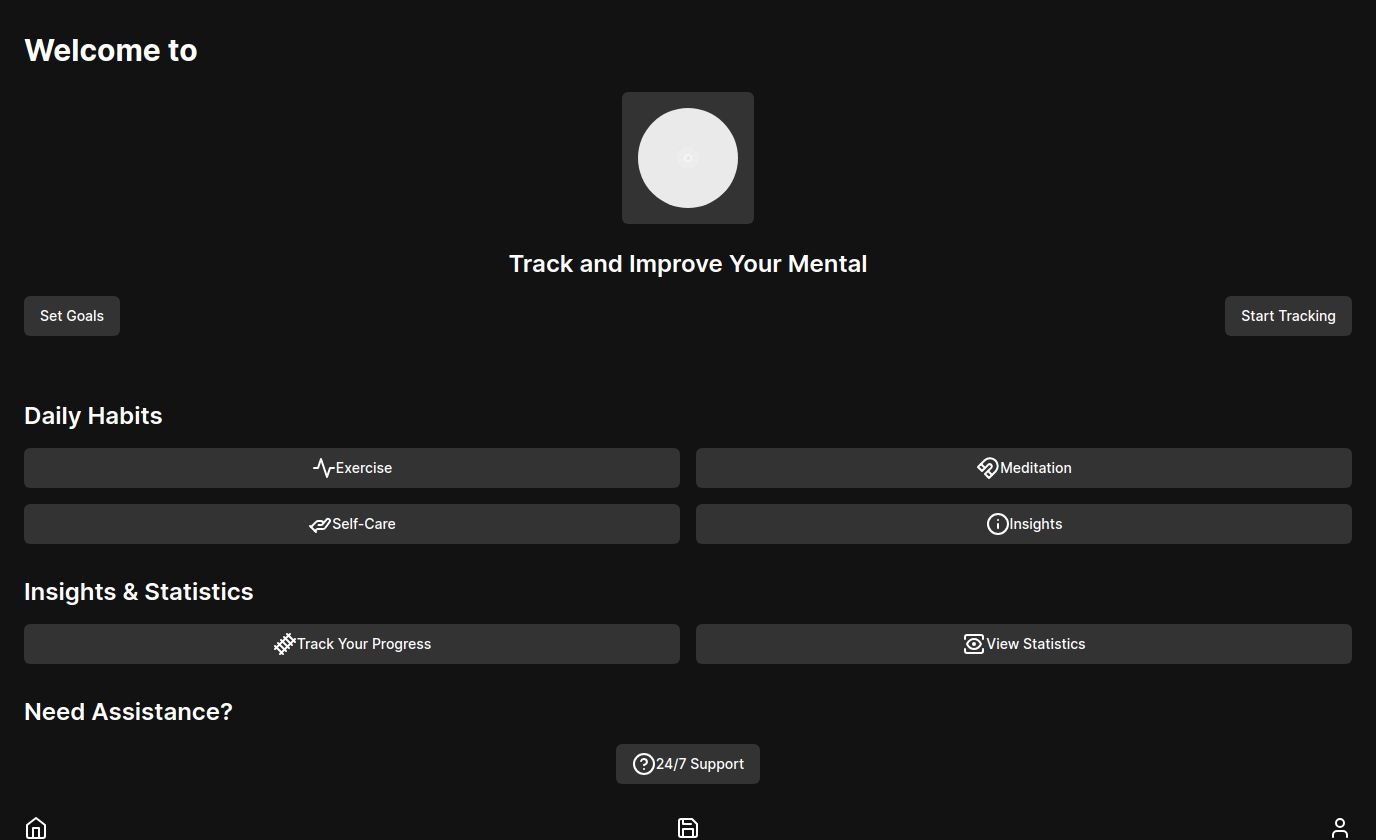 Welcome to
Track and Improve Your Mental
Set Goals
Start Tracking
Daily Habits
Exercise
Meditation
Self-Care
Insights
Insights & Statistics
Track Your Progress
View Statistics
Need Assistance?
24/7 Support